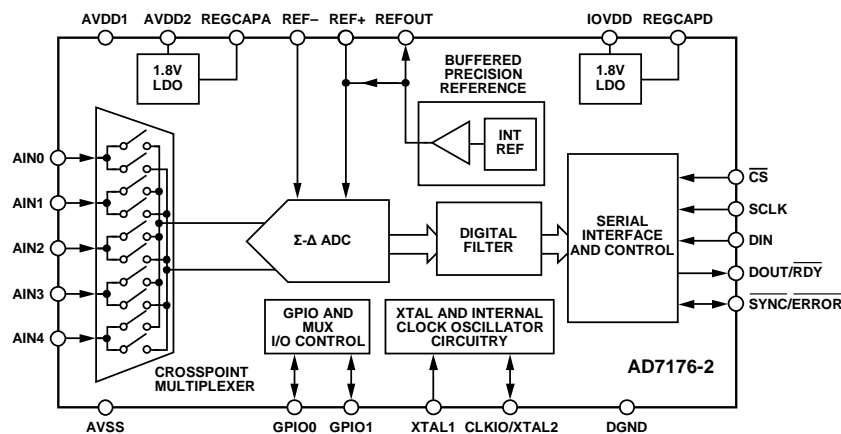 AVDD1 AVDD2 REGCAPA REF– REF+ REFOUT IOVDD REGCAPD
1.8V
LDO
BUFFERED
PRECISION
REFERENCE
1.8V
LDO
INT
REF
AIN0
AIN1
AIN2
AIN3
AIN4
Σ-Δ ADC
DIGITAL
FILTER
SERIAL
INTERFACE
AND CONTROL
CS
SCLK
DIN
DOUT/RDY
SYNC/ERROR
GPIO AND
MUX
I/O CONTROL
XTAL AND INTERNAL
CLOCK OSCILLATOR
CIRCUITRY
CROSSPOINT
MULTIPLEXER
AD7176-2
AVSS GPIO0 GPIO1 XTAL1 CLKIO/XTAL2 DGND